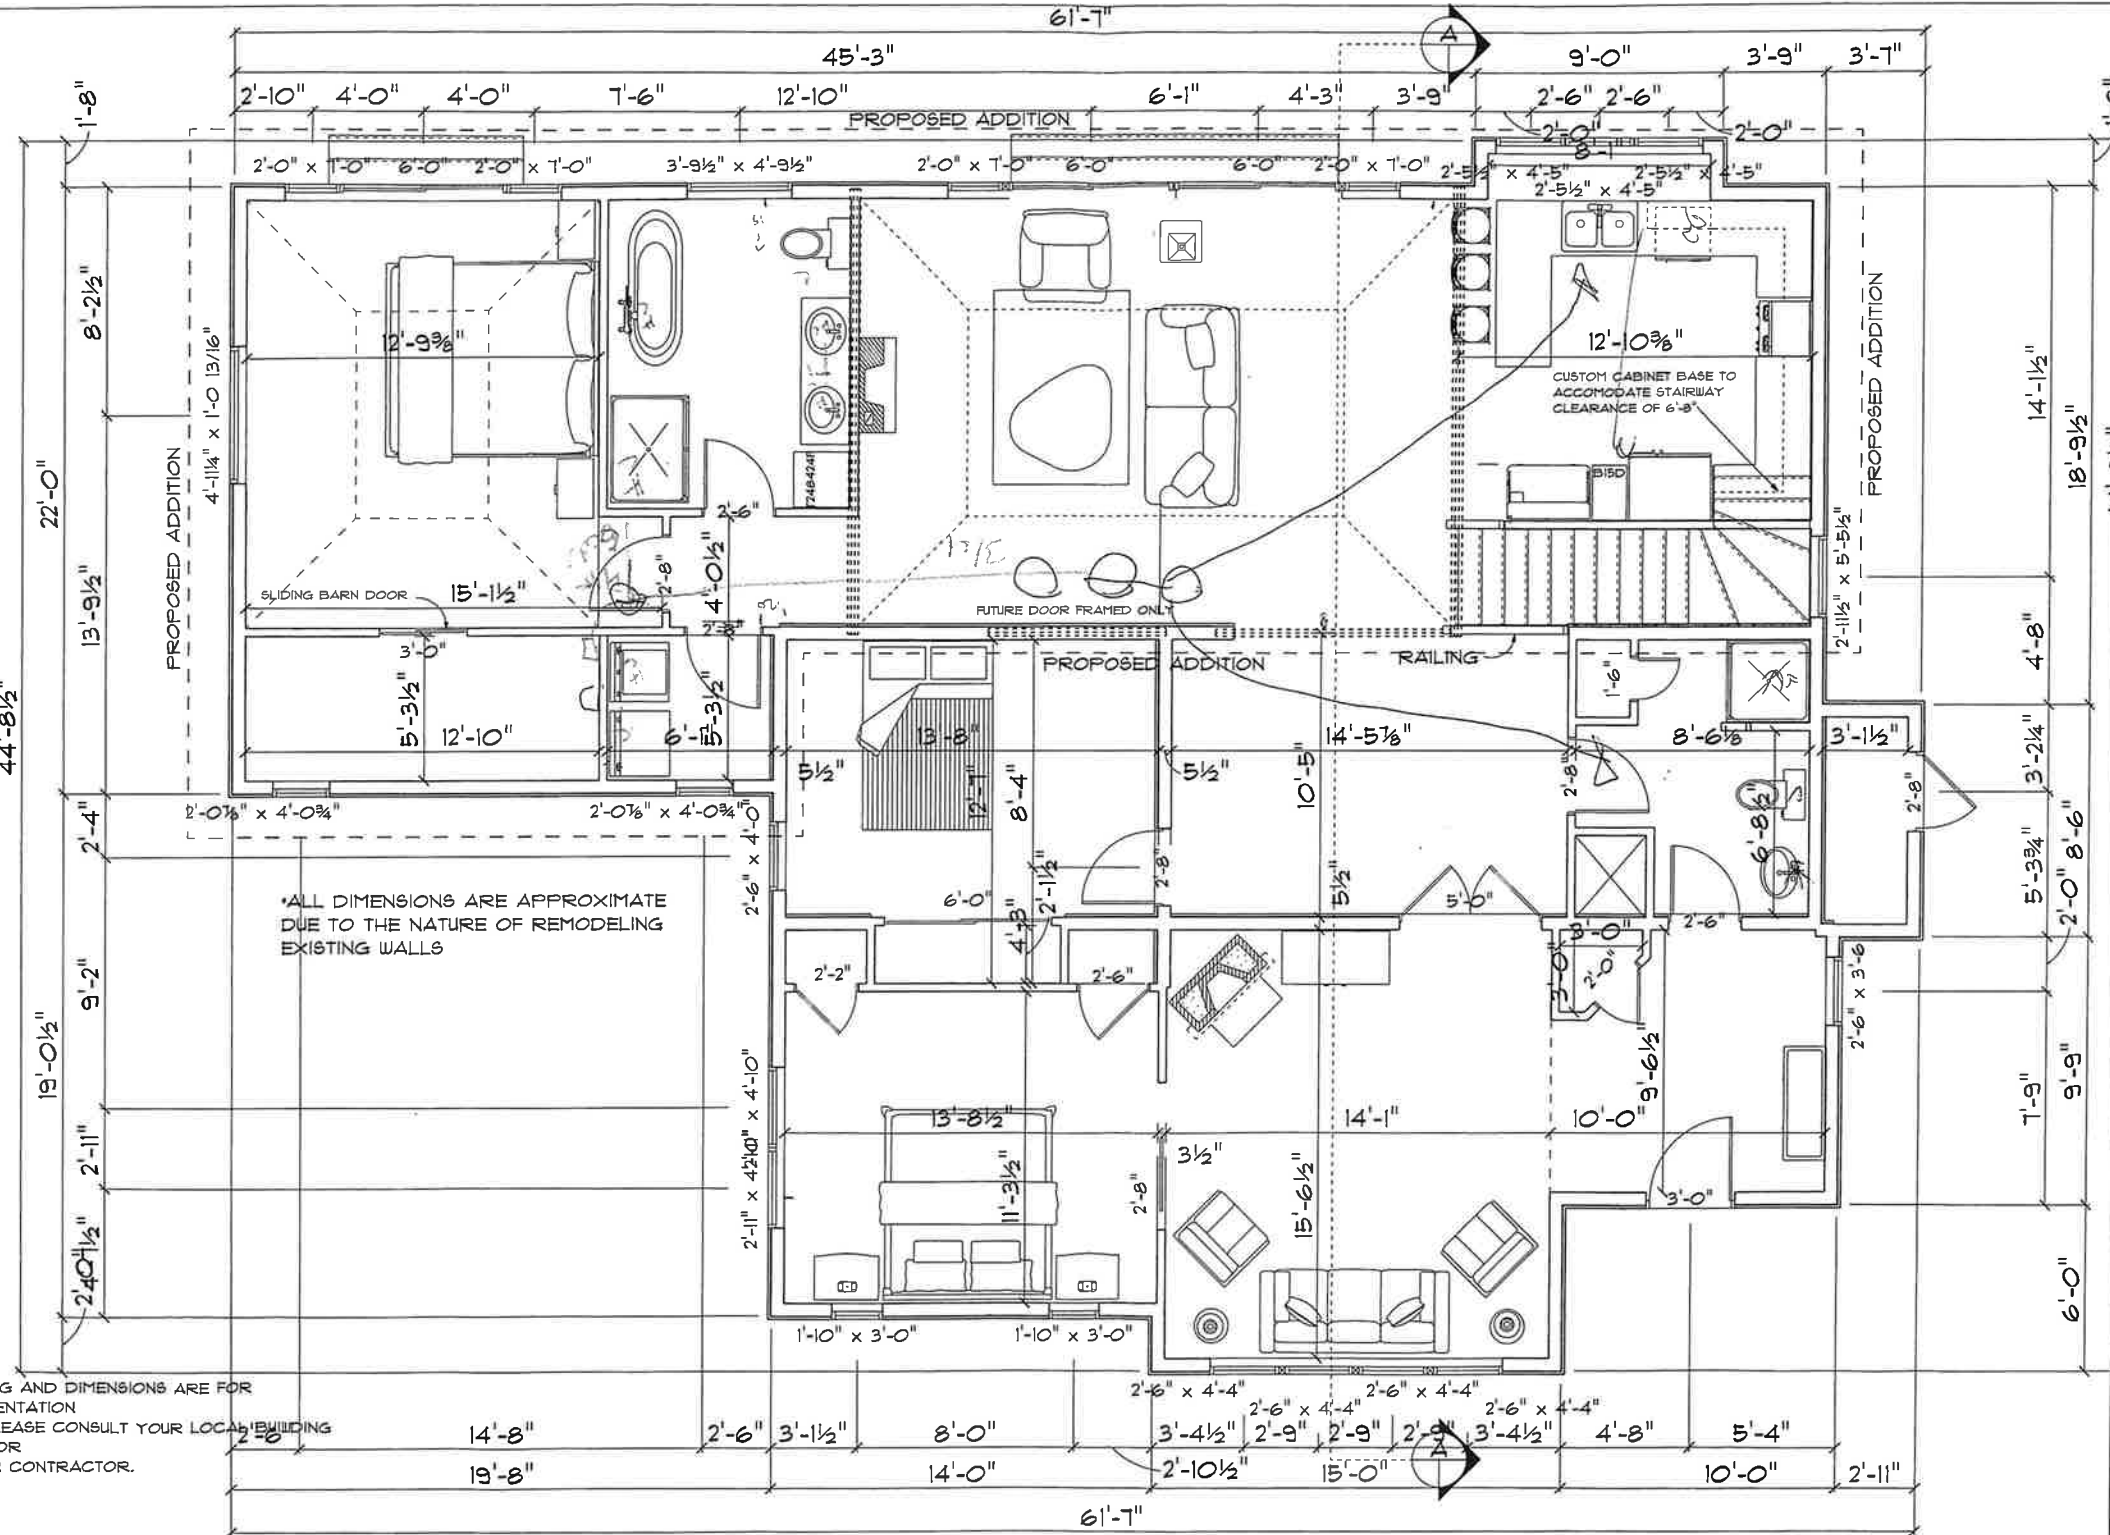 61'-7"
A
45'-3" 9'-0" 3'-9" 3'-7"
1'-8"
2'-10" 4'-0" 4'-0" 7'-6" 12'-10" 6'-1" 4'-3" 3'-9" 2'-6" 2'-6"
PROPOSED ADDITION
2'-0" 2'-0"
2'-0" x 7'-0" 6'-0" 2'-0" x 7'-0" 3'-9½" x 4'-9½" 2'-0" x 7'-0" 6'-0" 6'-0" 2'-0" x 7'-0"
2'-5½" x 4'-5" 2'-5½" x 4'-5"
2'-5½" x 4'-5"
8'-2½"
4'-11¼" x 1'-0 13/16"
12'-9⅜"
12'-10⅜"
CUSTOM CABINET BASE TO
ACCOMODATE STAIRWAY
CLEARANCE OF 6'-8"
PROPOSED ADDITION
14'-1½"
18'-9½"
22'-0"
PROPOSED ADDITION
T24B424F
B15D
2'-6"
4'-0½"
2'-8"
2'-11½" x 5'-5½"
13'-9½"
SLIDING BARN DOOR
15'-1½"
FUTURE DOOR FRAMED ONLY
3'-0"
PROPOSED ADDITION
RAILING
4'-8"
1'-6"
44'-8½"
5'-3½"
12'-10"
5'-3½"
13'-8"
14'-5⅞"
8'-6⅛"
3'-1½"
5½"
5½"
12'-7"
8'-4"
10'-5"
2'-8"
2'-8"
3'-2¼"
8'-6"
2'-0⅞" x 4'-0¾"
2'-0⅞" x 4'-0¾"
2'-4"
2'-6" x 4'-0"
6'-8½"
5'-3¾"
2'-0"
*ALL DIMENSIONS ARE APPROXIMATE
DUE TO THE NATURE OF REMODELING
EXISTING WALLS
6'-0"
2'-1½"
4'-3"
2'-8"
5½"
5'-0"
2'-6"
9'-2"
2'-2"
2'-6"
3'-0"
2'-0"
2'-6" x 3'-6"
19'-0½"
2'-11" x 4'-10"
9'-6½"
7'-9"
9'-9"
13'-8½"
14'-1"
10'-0"
3½"
2'-11"
11'-3½"
2'-8"
15'-6½"
3'-0"
6'-0"
1'-10" x 3'-0" 1'-10" x 3'-0"
2'-6" x 4'-4" 2'-6" x 4'-4"
2'-6" x 4'-4" 2'-6" x 4'-4"
G AND DIMENSIONS ARE FOR
ENTATION
EASE CONSULT YOUR LOCAL BUILDING
OR
CONTRACTOR.
2'-6" 14'-8" 2'-6" 3'-1½" 8'-0" 3'-4½" 2'-9" 2'-9" 2'-9" 3'-4½" 4'-8" 5'-4"
A
19'-8" 14'-0" 2'-10½" 15'-0" 10'-0" 2'-11"
61'-7"